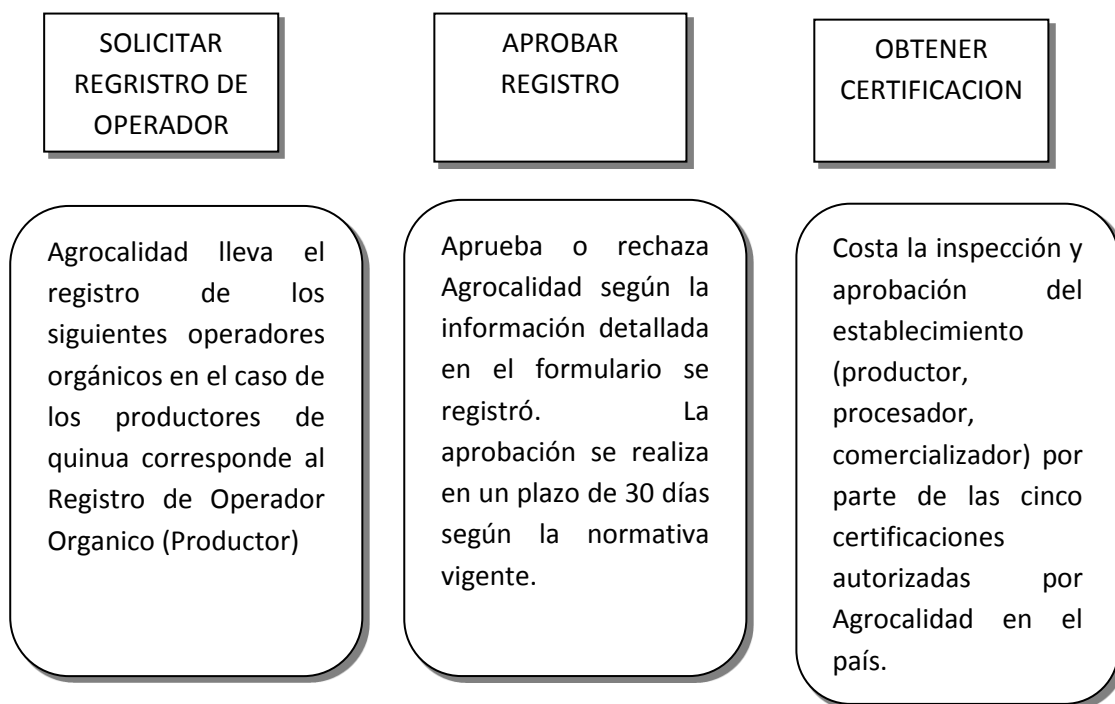 SOLICITAR
REGRISTRO DE
OPERADOR
APROBAR
REGISTRO
OBTENER
CERTIFICACION
Agrocalidad lleva el
registro de los
siguientes operadores
orgánicos en el caso de
los productores de
quinua corresponde al
Registro de Operador
Organico (Productor)
Aprueba o rechaza
Agrocalidad según la
información detallada
en el formulario se
registró. La
aprobación se realiza
en un plazo de 30 días
según la normativa
vigente.
Costa la inspección y
aprobación del
establecimiento
(productor,
procesador,
comercializador) por
parte de las cinco
certificaciones
autorizadas por
Agrocalidad en el
país.